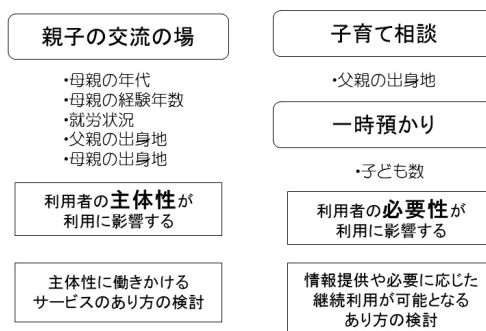 親子の交流の場
・母親の年代
・母親の経験年数
・就労状況
・父親の出身地
・母親の出身地
利用者の主体性が
利用に影響する
主体性に働きかける
サービスのあり方の検討
子育て相談
・父親の出身地
一時預かり
・子ども数
利用者の必要性が
利用に影響する
情報提供や必要に応じた
継続利用が可能となる
あり方の検討